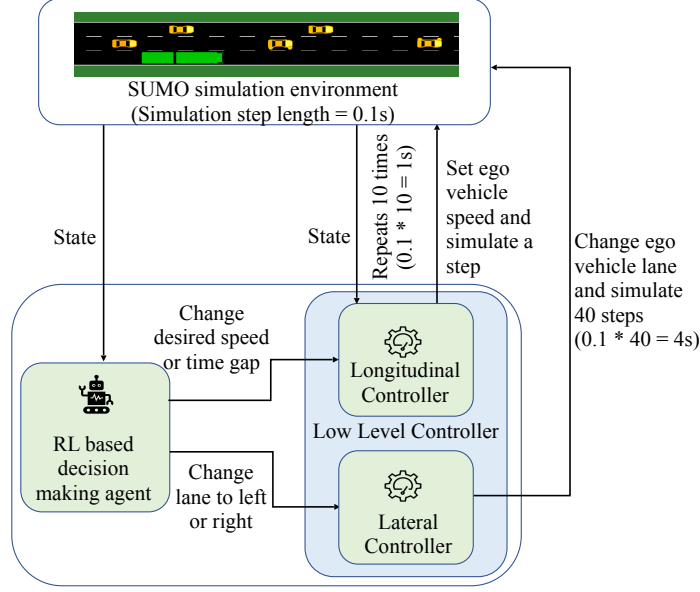 SUMO simulation environment
(Simulation step length = 0.1s)
State
State
Repeats 10 times
(0.1 * 10 = 1s)
Set ego
vehicle
speed and
simulate a
step
Change ego
vehicle lane
and simulate
40 steps
(0.1 * 40 = 4s)
Change
desired speed
or time gap
Longitudinal
Controller
Low Level Controller
RL based
decision
making agent
Change
lane to left
or right
Lateral
Controller